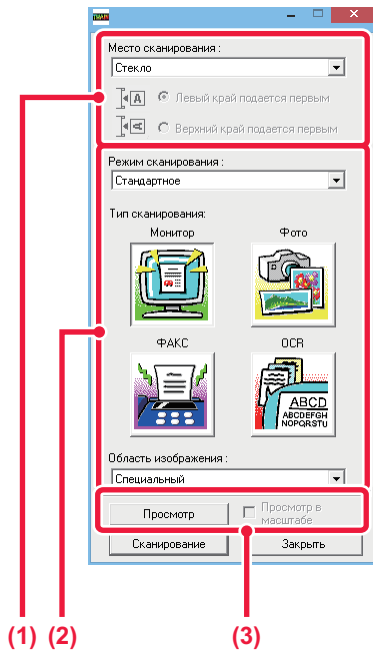 TWAIN
Место сканирования :
Стекло
A
Левый край подается первым
A
Верхний край подается первым
Режим сканирования :
Стандартное
Тип сканирования:
Монитор Фото
ФАКС OCR
ABCD
ABCDEFGH
NOPQRSTU
Область изображения :
Специальный
Просмотр Просмотр в
масштабе
Сканирование Закрыть
(1) (2) (3)